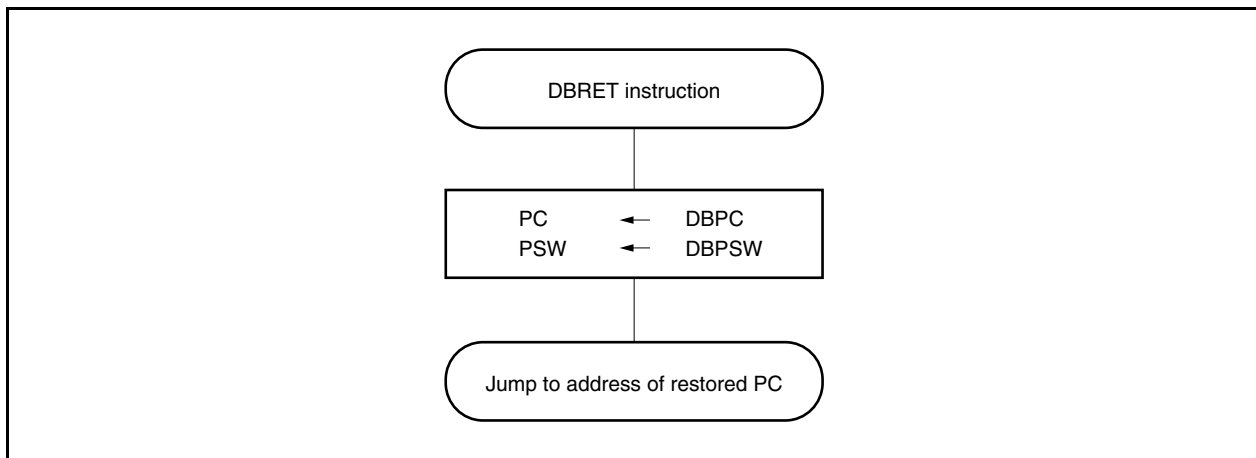 DBRET instruction
PC ← DBPC
PSW ← DBPSW
Jump to address of restored PC